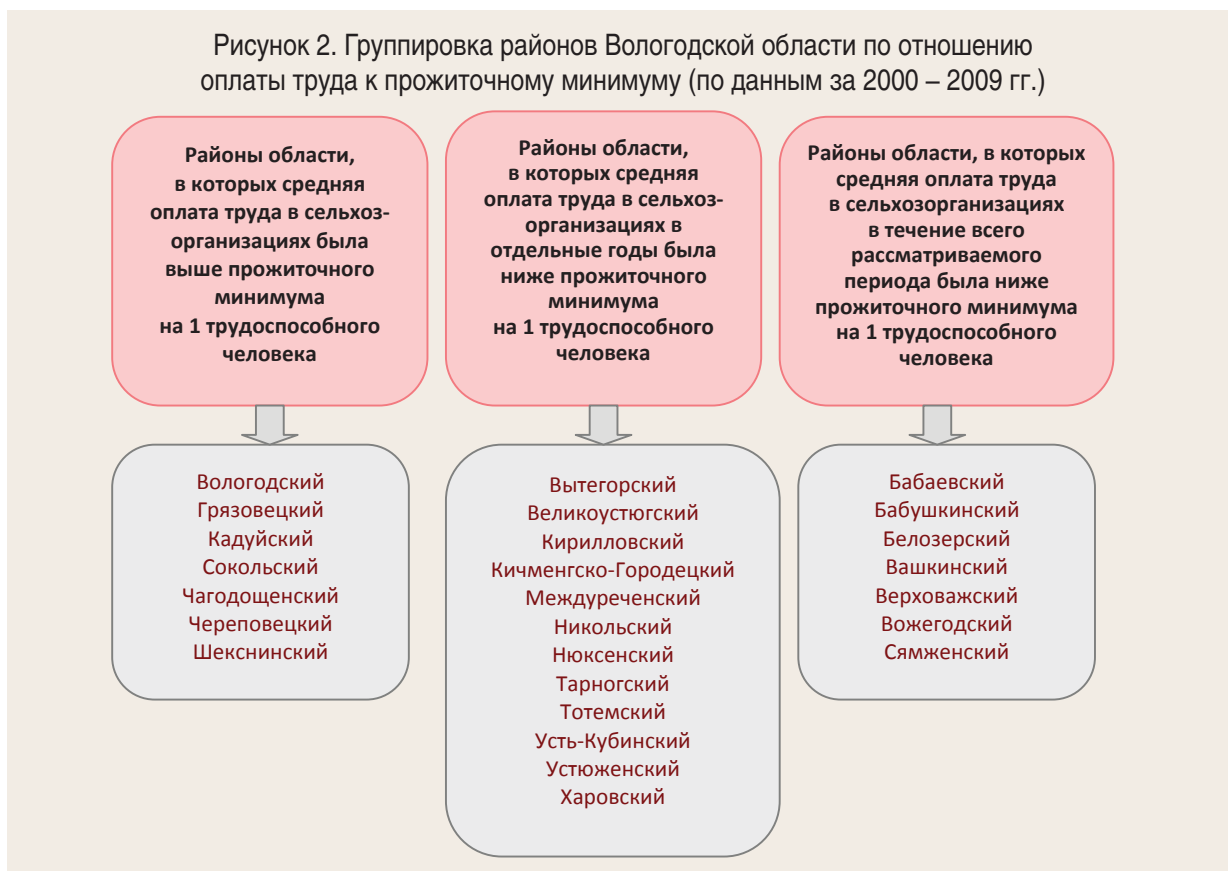 Рисунок 2. Группировка районов Вологодской области по отношению
оплаты труда к прожиточному минимуму (по данным за 2000 – 2009 гг.)
Районы области,
в которых средняя
оплата труда в сельхоз-
организациях была
выше прожиточного
минимума
на 1 трудоспособного
человека
Районы области,
в которых средняя
оплата труда в сельхоз-
организациях в
отдельные годы была
ниже прожиточного
минимума
на 1 трудоспособного
человека
Районы области, в которых
средняя оплата труда
в сельхозорганизациях
в течение всего
рассматриваемого
периода была ниже
прожиточного минимума
на 1 трудоспособного
человека
Вологодский
Грязовецкий
Кадуйский
Сокольский
Чагодощенский
Череповецкий
Шекснинский
Вытегорский
Великоустюгский
Кирилловский
Кичменгско-Городецкий
Междуреченский
Никольский
Нюксенский
Тарногский
Тотемский
Усть-Кубинский
Устюженский
Харовский
Бабаевский
Бабушкинский
Белозерский
Вашкинский
Верховажский
Вожегодский
Сямженский